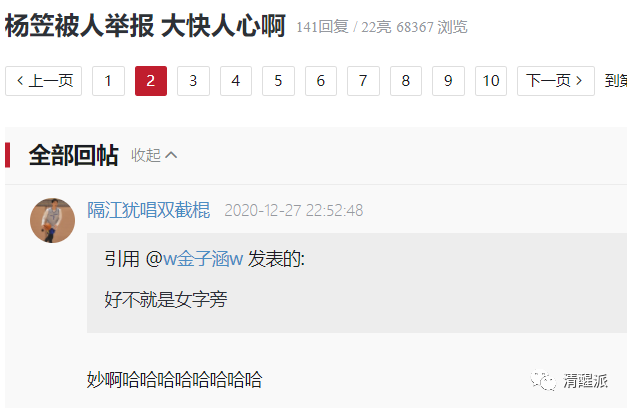 杨笠被人举报 大快人心啊 141回复 / 22亮 68367 浏览
上一页 1 2 3 4 5 6 7 8 9 10 下一页 到第
全部回帖 收起
隔江犹唱双截棍 2020-12-27 22:52:48
引用 @w金子涵w 发表的:
好不就是女字旁
妙啊哈哈哈哈哈哈哈哈
清醒派